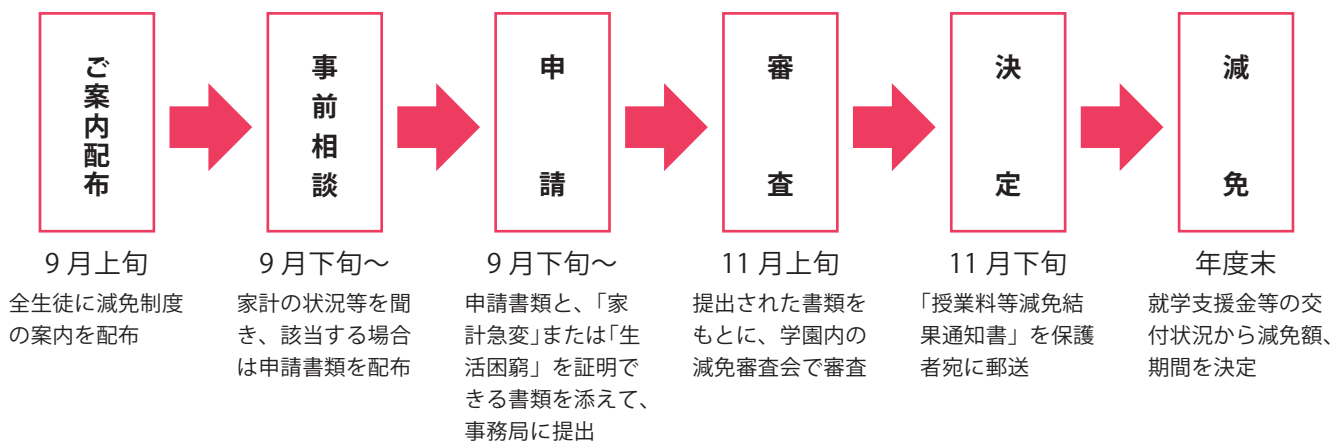 ご案内配布
事前相談
申請
審査
決定
減免
9月上旬
全生徒に減免制度
の案内を配布
9月下旬~
家計の状況等を聞
き、該当する場合
は申請書類を配布
9月下旬~
申請書類と、「家
計急変」または「生
活困窮」を証明で
きる書類を添えて、
事務局に提出
11月上旬
提出された書類を
もとに、学園内の
減免審査会で審査
11月下旬
「授業料等減免結
果通知書」を保護
者宛に郵送
年度末
就学支援金等の交
付状況から減免額、
期間を決定